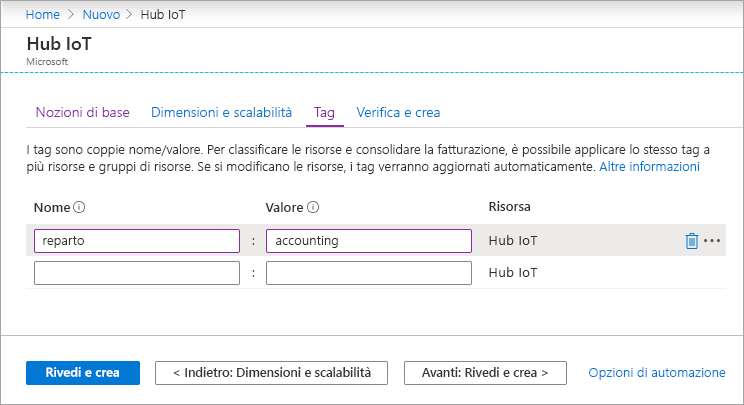 Home > Nuovo > Hub IoT
Hub IoT
Microsoft
Nozioni di base Dimensioni e scalabilità Tag Verifica e crea
I tag sono coppie nome/valore. Per classificare le risorse e consolidare la fatturazione, è possibile applicare lo stesso tag a
più risorse e gruppi di risorse. Se si modificano le risorse, i tag verranno aggiornati automaticamente. Altre informazioni
Nome Valore Risorsa
reparto : accounting Hub IoT
: Hub IoT
Rivedi e crea < Indietro: Dimensioni e scalabilità Avanti: Rivedi e crea > Opzioni di automazione